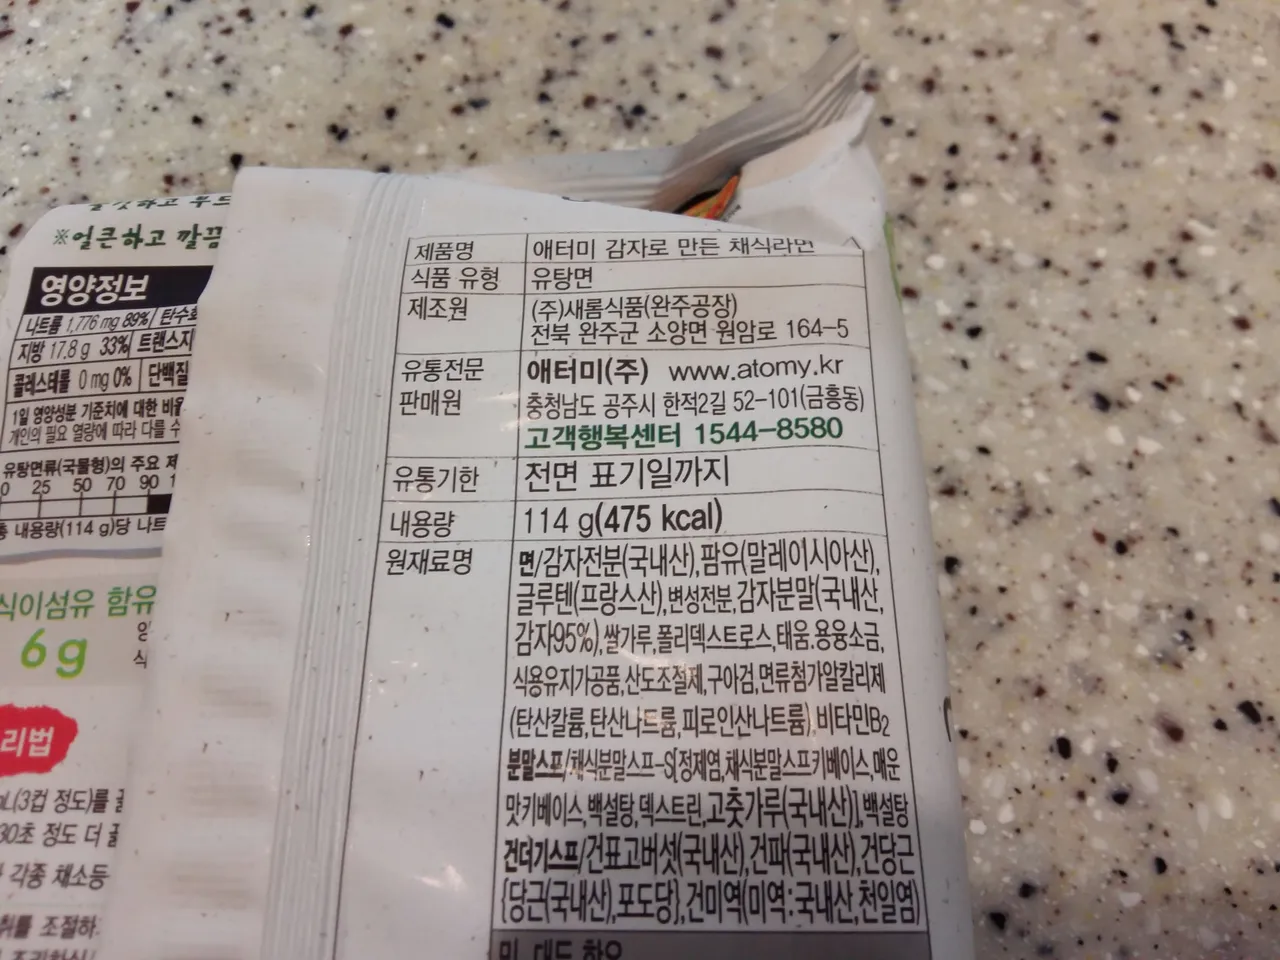 ※얼큰하고 깔끔
영양정보
나트륨 1,776 mg 89%
지방 17.8 g 33% 트랜스지
콜레스테롤 0 mg 0% 단백질
1일 영양성분 기준치에 대한 비율
개인의 필요 열량에 따라 다를 수
유탕면류(국물형)의 주요 제
0 25 50 70 90
총 내용량(114 g)당 나트
식이섬유 함유
6g
리법
mL(3컵 정도)를
30초 정도 더
각종 채소등
취를 조절하
제품명 애터미 감자로 만든 채식라면
식품 유형 유탕면
제조원 (주)새롬식품(완주공장)
전북 완주군 소양면 원암로 164-5
유통전문 애터미(주) www.atomy.kr
판매원 충청남도 공주시 한적2길 52-101(금흥동)
고객행복센터 1544-8580
유통기한 전면 표기일까지
내용량 114 g(475 kcal)
원재료명 면/감자전분(국내산),팜유(말레이시아산),
글루텐(프랑스산),변성전분,감자분말(국내산,
감자95%),쌀가루,폴리덱스트로스,태움.용융소금,
식용유지가공품,산도조절제,구아검,면류첨가알칼리제
(탄산칼륨,탄산나트륨,피로인산나트륨),비타민B₂
분말스프/채식분말스프-S[정제염,채식분말스프키베이스,매운
맛키베이스,백설탕,덱스트린,고춧가루(국내산)],백설탕
건더기스프/건표고버섯(국내산),건파(국내산),건당근
{당근(국내산),포도당},건미역(미역:국내산,천일염)
밀, 대두 함유